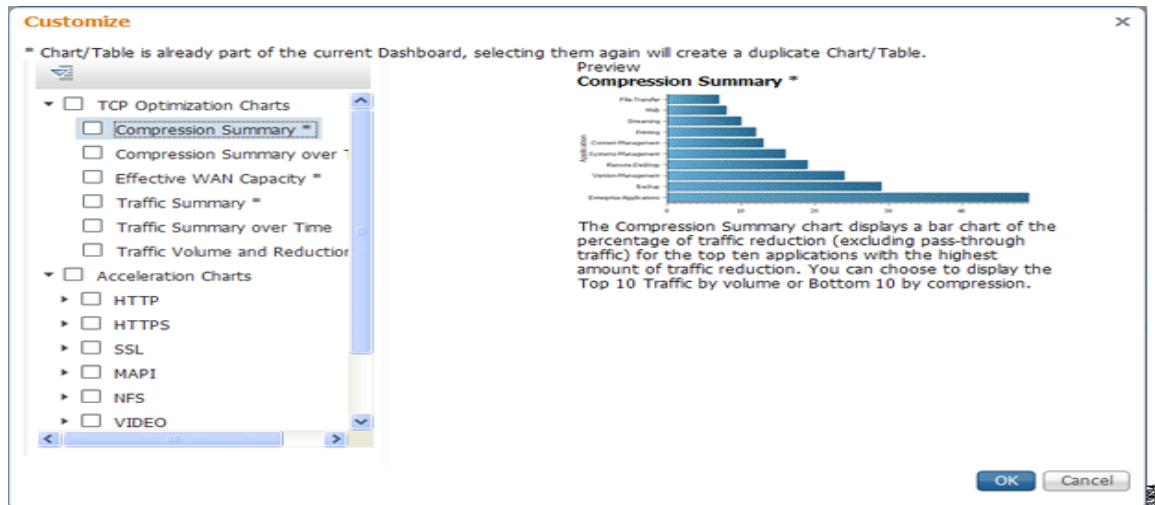 Customize
* Chart/Table is already part of the current Dashboard, selecting them again will create a duplicate Chart/Table.
TCP Optimization Charts
Compression Summary *
Compression Summary over T
Effective WAN Capacity *
Traffic Summary *
Traffic Summary over Time
Traffic Volume and Reduction
Acceleration Charts
HTTP
HTTPS
SSL
MAPI
NFS
VIDEO
Preview
Compression Summary *
Application
File-Transfer
Web
Streaming
Printing
Content-Management
Systems-Management
Remote-Desktop
Version-Management
Backup
Enterprise-Applications
0 10 20 30 40
The Compression Summary chart displays a bar chart of the
percentage of traffic reduction (excluding pass-through
traffic) for the top ten applications with the highest
amount of traffic reduction. You can choose to display the
Top 10 Traffic by volume or Bottom 10 by compression.
OK Cancel